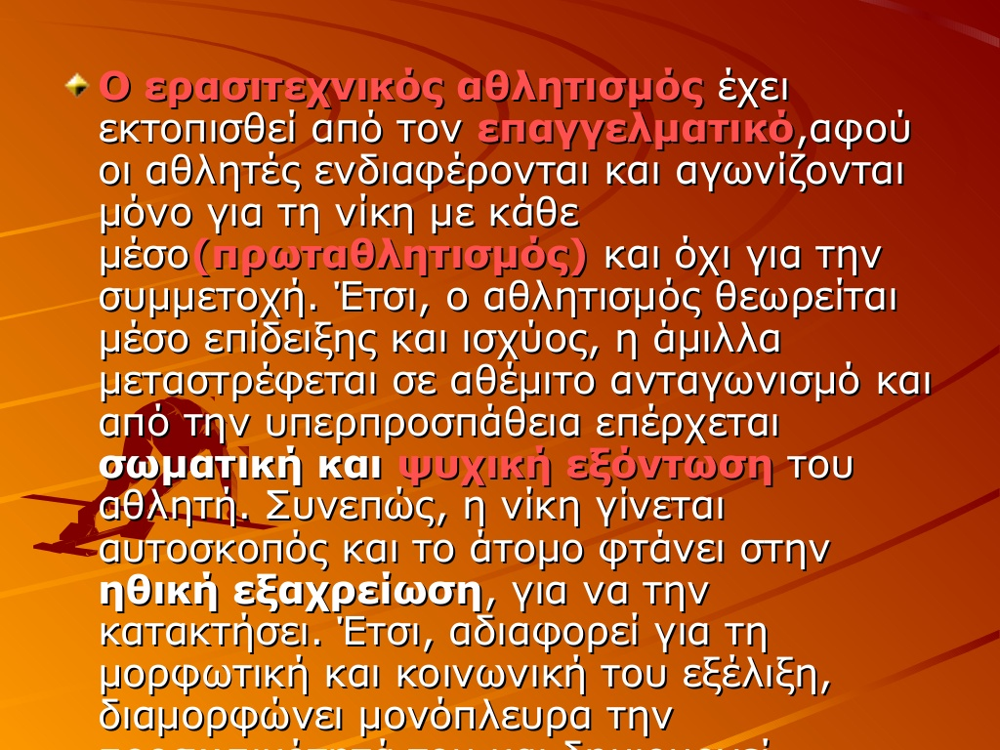 Ο ερασιτεχνικός αθλητισμός έχει
εκτοπισθεί από τον επαγγελματικό,αφού
οι αθλητές ενδιαφέρονται και αγωνίζονται
μόνο για τη νίκη με κάθε
μέσο(πρωταθλητισμός) και όχι για την
συμμετοχή. Έτσι, ο αθλητισμός θεωρείται
μέσο επίδειξης και ισχύος, η άμιλλα
μεταστρέφεται σε αθέμιτο ανταγωνισμό και
από την υπερπροσπάθεια επέρχεται
σωματική και ψυχική εξόντωση του
αθλητή. Συνεπώς, η νίκη γίνεται
αυτοσκοπός και το άτομο φτάνει στην
ηθική εξαχρείωση, για να την
κατακτήσει. Έτσι, αδιαφορεί για τη
μορφωτική και κοινωνική του εξέλιξη,
διαμορφώνει μονόπλευρα την